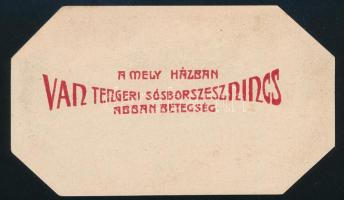 A MELY HÁZBAN
VAN TENGERI SÓSBORSZESZ NINCS
ABBAN BETEGSÉG